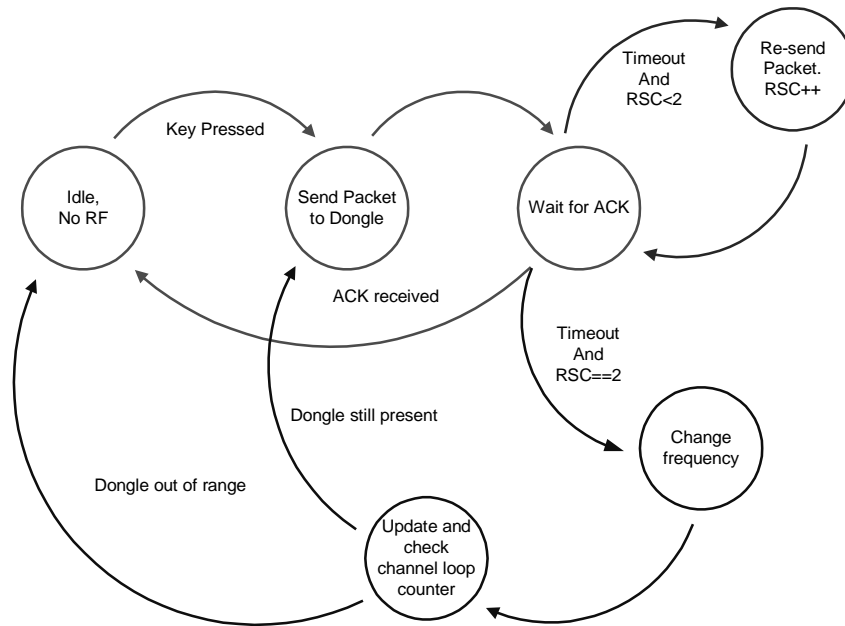 Timeout
And
RSC<2
Re-send
Packet.
RSC++
Key Pressed
Idle,
No RF
Send Packet
to Dongle
Wait for ACK
ACK received
Timeout
And
RSC==2
Dongle still present
Change
frequency
Dongle out of range
Update and
check
channel loop
counter